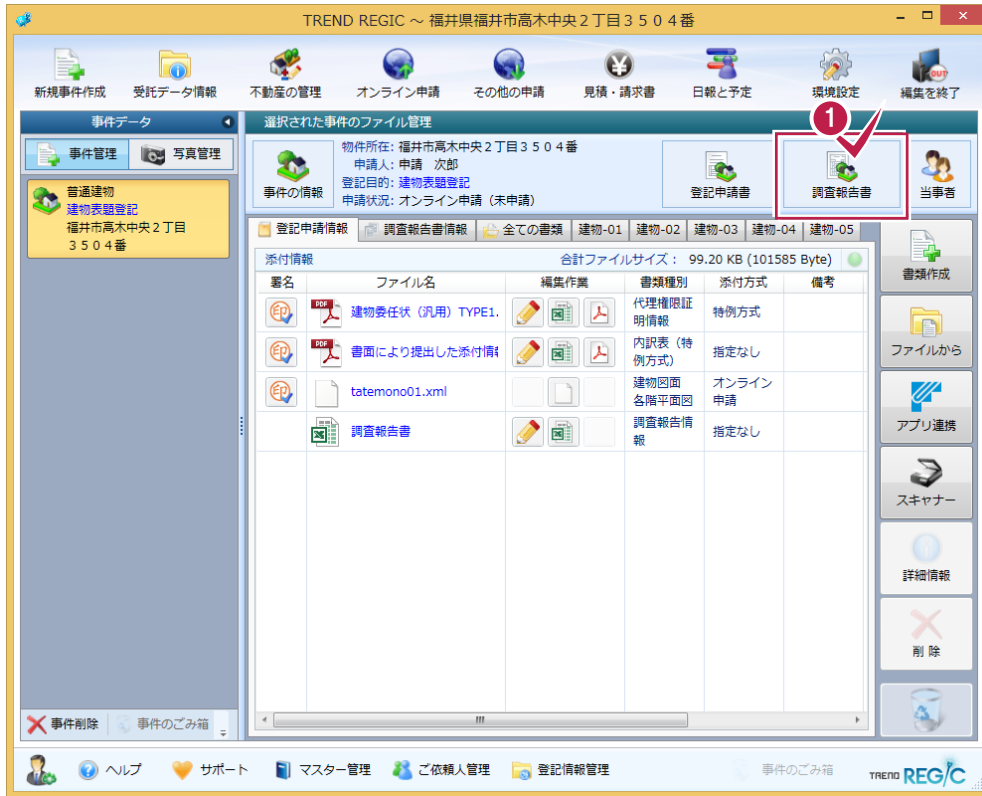 TREND REGIC ～ 福井県福井市高木中央２丁目３５０４番
新規事件作成
受託データ情報
不動産の管理
オンライン申請
その他の申請
見積・請求書
日報と予定
環境設定
OUT
編集を終了
事件データ
事件管理
写真管理
普通建物
建物表題登記
福井市高木中央２丁目
３５０４番
選択された事件のファイル管理
事件の情報
物件所在: 福井市高木中央２丁目３５０４番
申請人: 申請 次郎
登記目的: 建物表題登記
申請状況: オンライン申請（未申請）
登記申請書
1
調査報告書
当事者
登記申請情報
調査報告書情報
全ての書類
建物-01
建物-02
建物-03
建物-04
建物-05
添付情報
合計ファイルサイズ： 99.20 KB (101585 Byte)
署名 ファイル名 編集作業 書類種別 添付方式 備考
印
PDF
建物委任状（汎用）TYPE1.
代理権限証
明情報
特例方式
印
PDF
書面により提出した添付情報
内訳表（特
例方式）
指定なし
印
tatemono01.xml
建物図面
各階平面図
オンライン
申請
調査報告書
調査報告情
報
指定なし
書類作成
ファイルから
アプリ連携
スキャナー
詳細情報
削 除
事件削除
事件のごみ箱
ヘルプ
サポート
マスター管理
ご依頼人管理
登記情報管理
事件のごみ箱
TREND REGIC